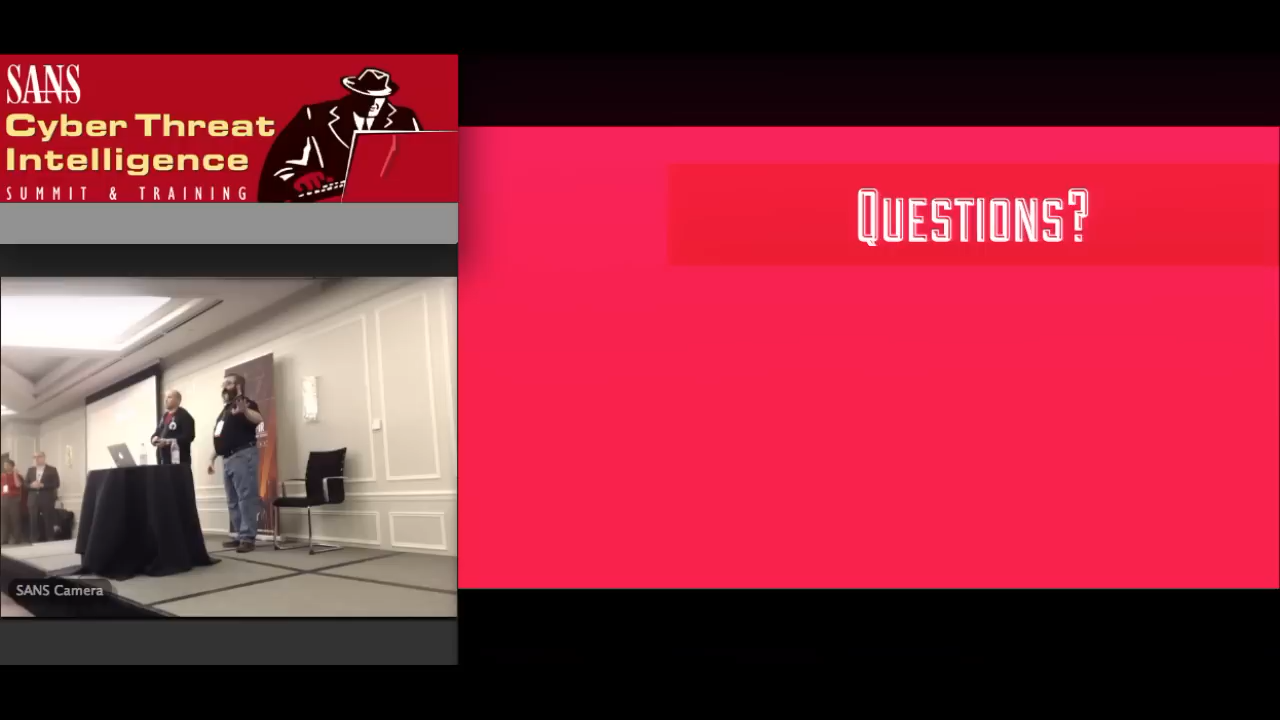 SANS
Cyber Threat
Intelligence
SUMMIT & TRAINING
QUESTIONS?
SANS Camera